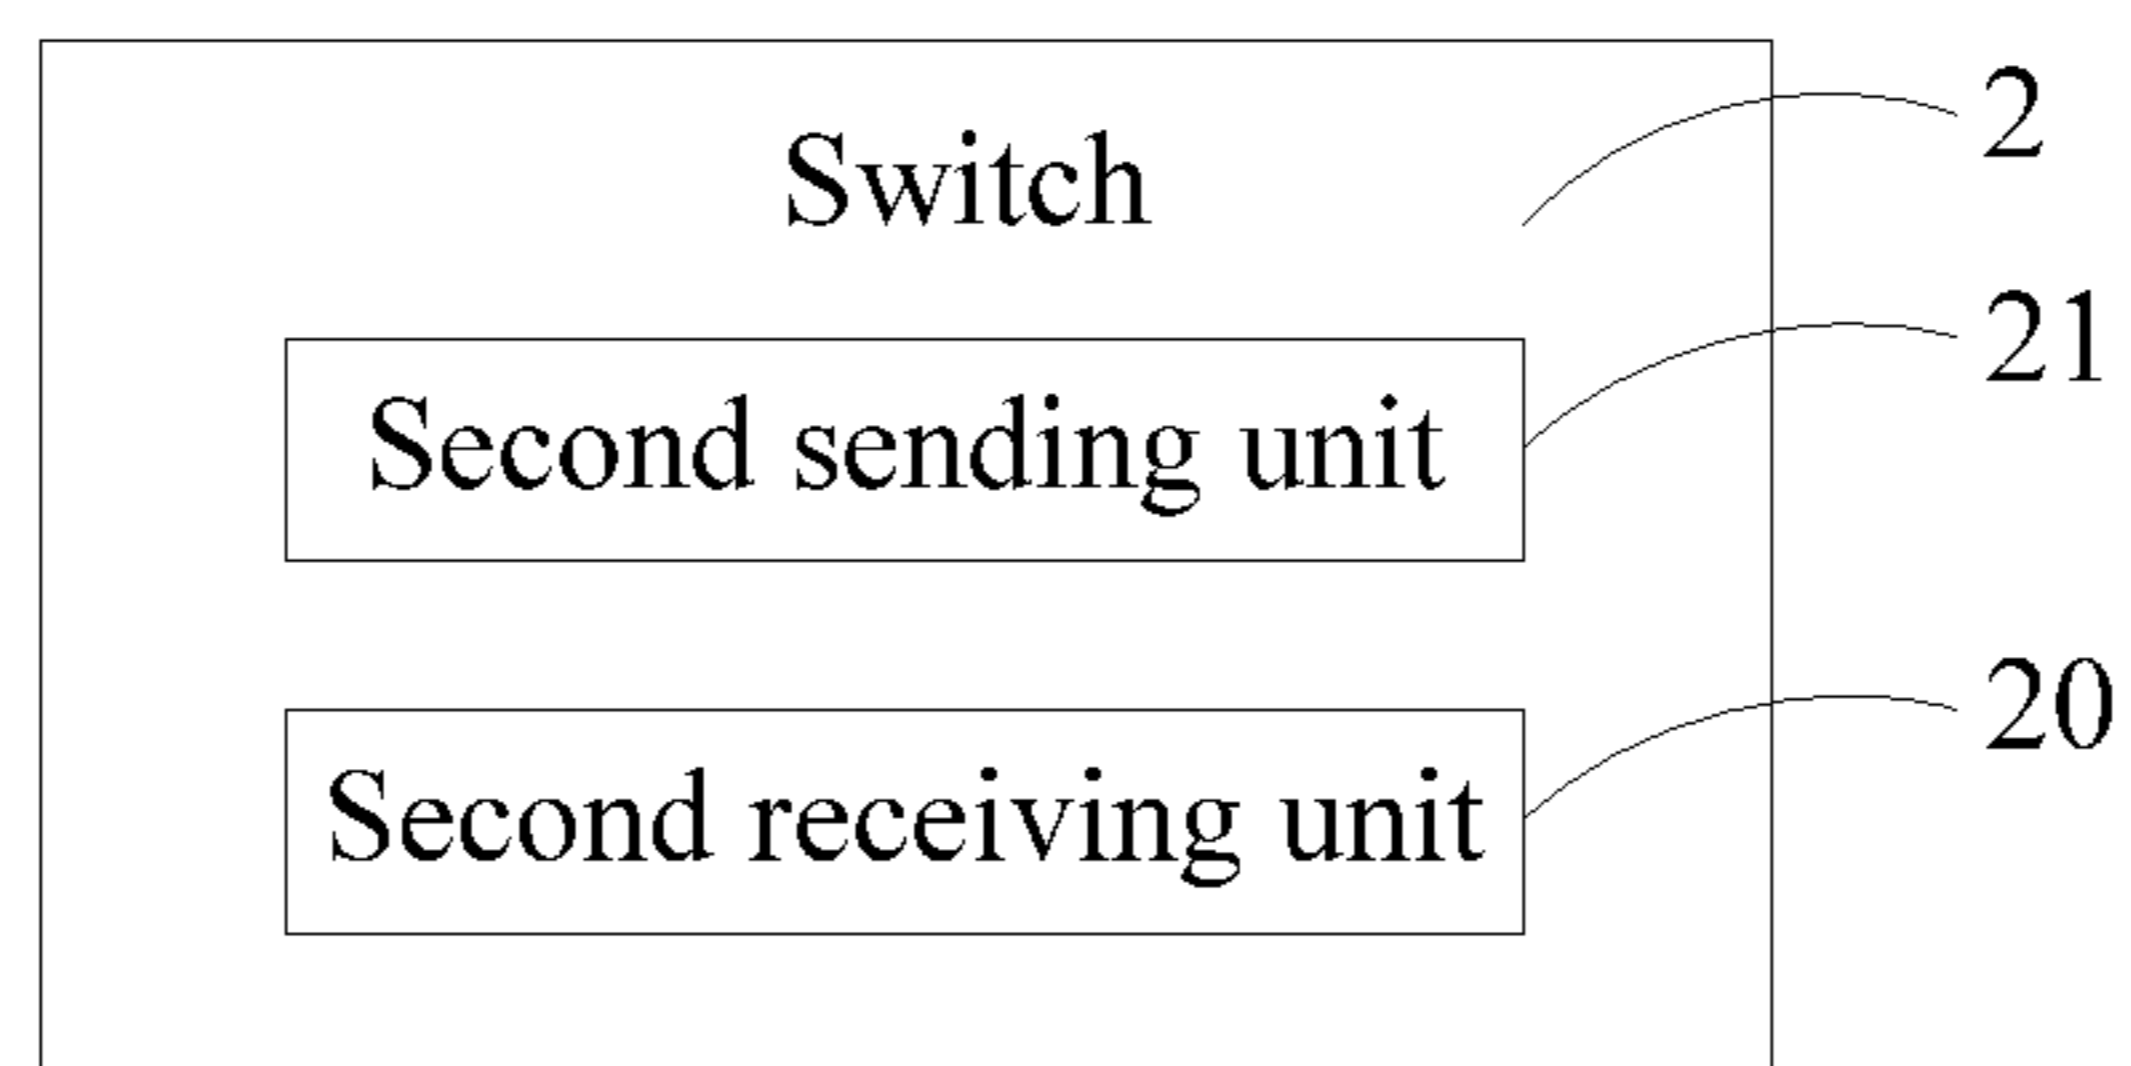 Switch
2
Second sending unit
21
Second receiving unit
20